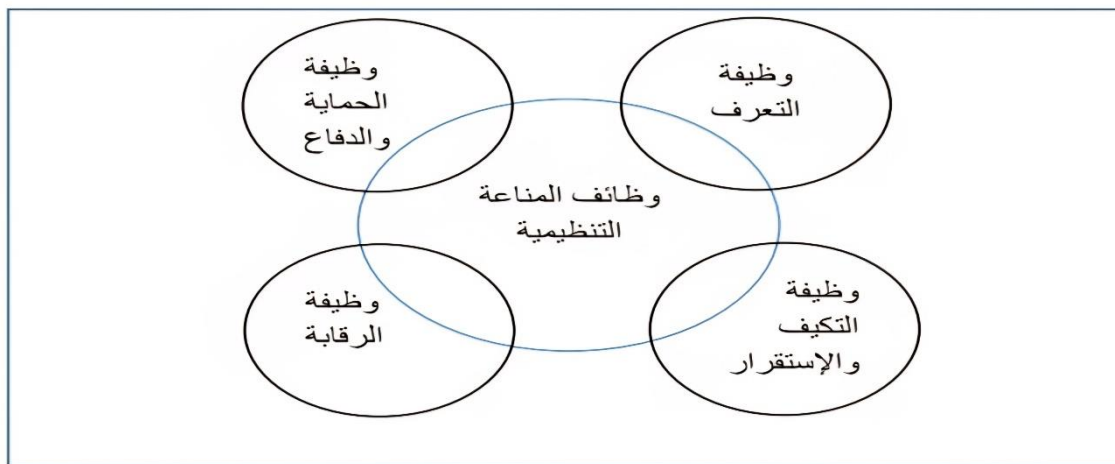 وظيفة
التعرف
وظيفة
الحماية
والدفاع
وظائف المناعة
التنظيمية
وظيفة
التكيف
والإستقرار
وظيفة
الرقابة